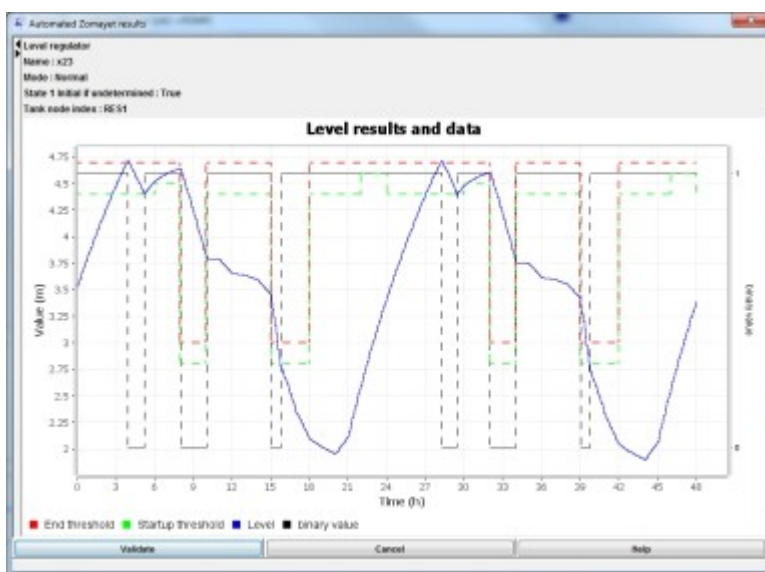 Automated Zomayet results
Level regulator
Name : x23
Mode : Normal
State 1 Initial if undetermined : True
Tank node index : RES1
Level results and data
4.75
4.5
4.25
4
3.75
3.5
3.25
3
2.75
2.5
2.25
2
Value (m)
1
0
binary value
0 3 6 9 12 15 18 21 24 27 30 33 36 39 42 45 48
Time (h)
End threshold Startup threshold Level binary value
Validate Cancel Help